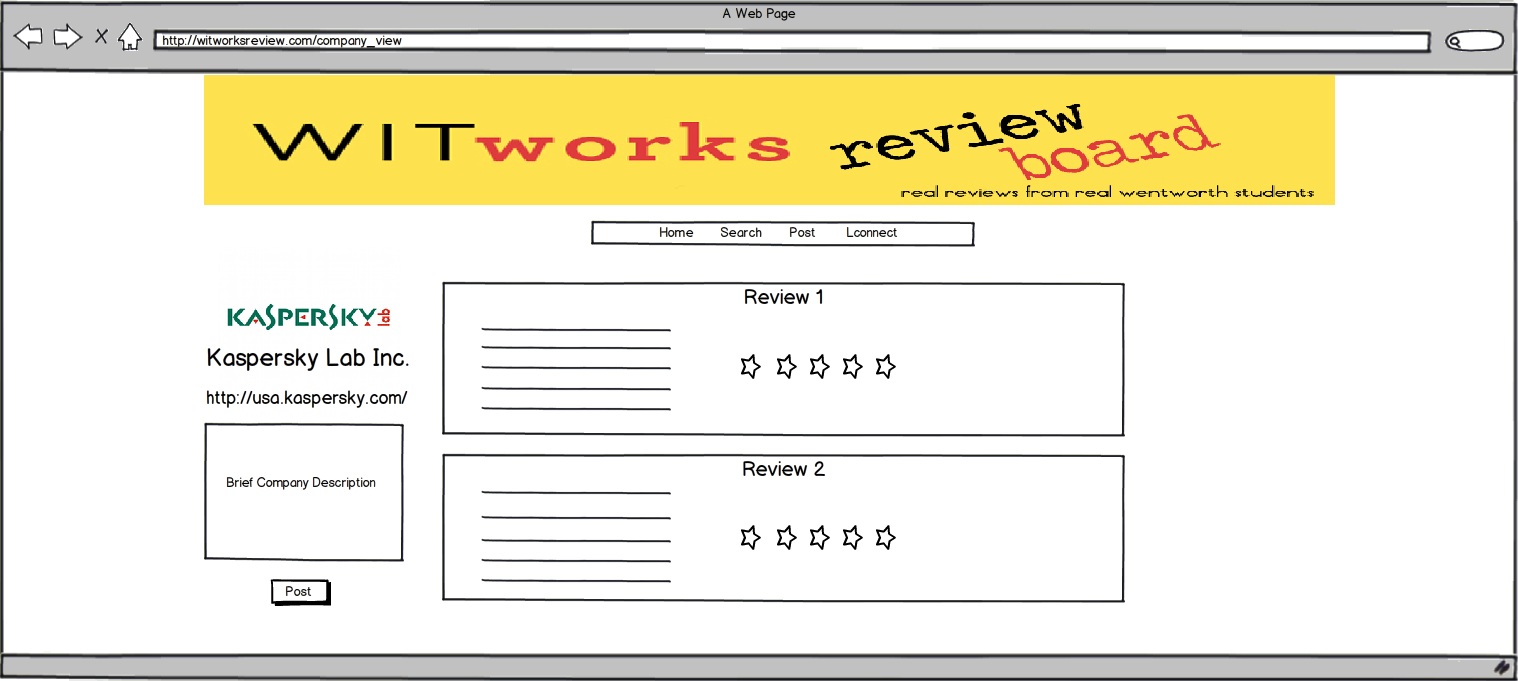 A Web Page
http://witworksreview.com/company_view
WITworks review
board
real reviews from real wentworth students
Home Search Post Lconnect
KASPERSKY lab
Kaspersky Lab Inc.
http://usa.kaspersky.com/
Brief Company Description
Post
Review 1
Review 2